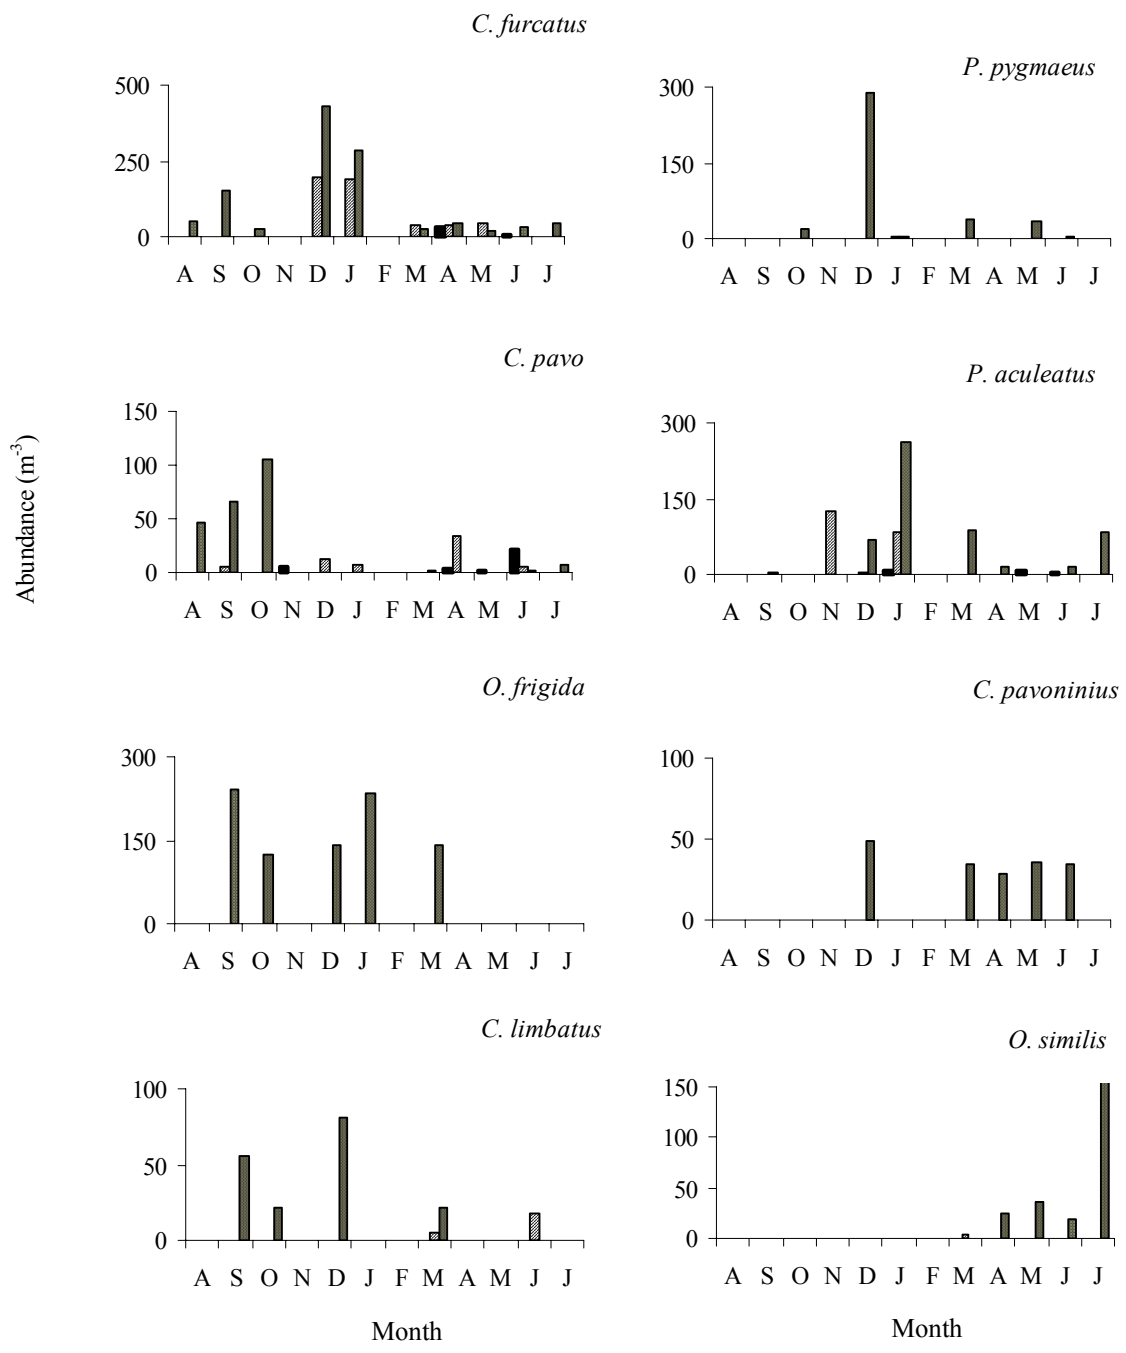 C. furcatus
500
250
0
A S O N D J F M A M J J
P. pygmaeus
300
150
0
A S O N D J F M A M J J
Abundance (m-3)
C. pavo
150
100
50
0
A S O N D J F M A M J J
P. aculeatus
300
150
0
A S O N D J F M A M J J
O. frigida
300
150
0
A S O N D J F M A M J J
C. pavoninius
100
50
0
A S O N D J F M A M J J
C. limbatus
100
50
0
A S O N D J F M A M J J
Month
O. similis
150
100
50
0
A S O N D J F M A M J J
Month